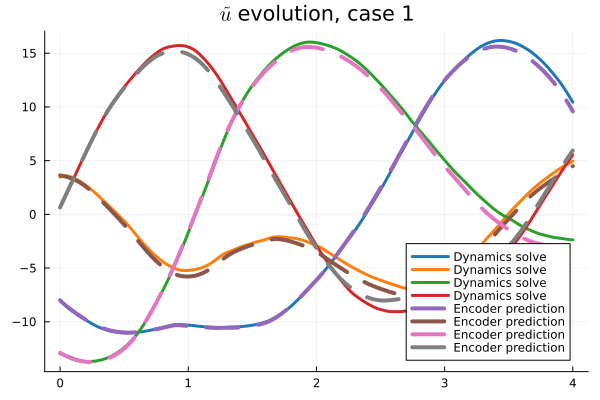 ũ evolution, case 1
15
10
5
0
−5
−10
0
1
2
3
4
Dynamics solve
Dynamics solve
Dynamics solve
Dynamics solve
Encoder prediction
Encoder prediction
Encoder prediction
Encoder prediction